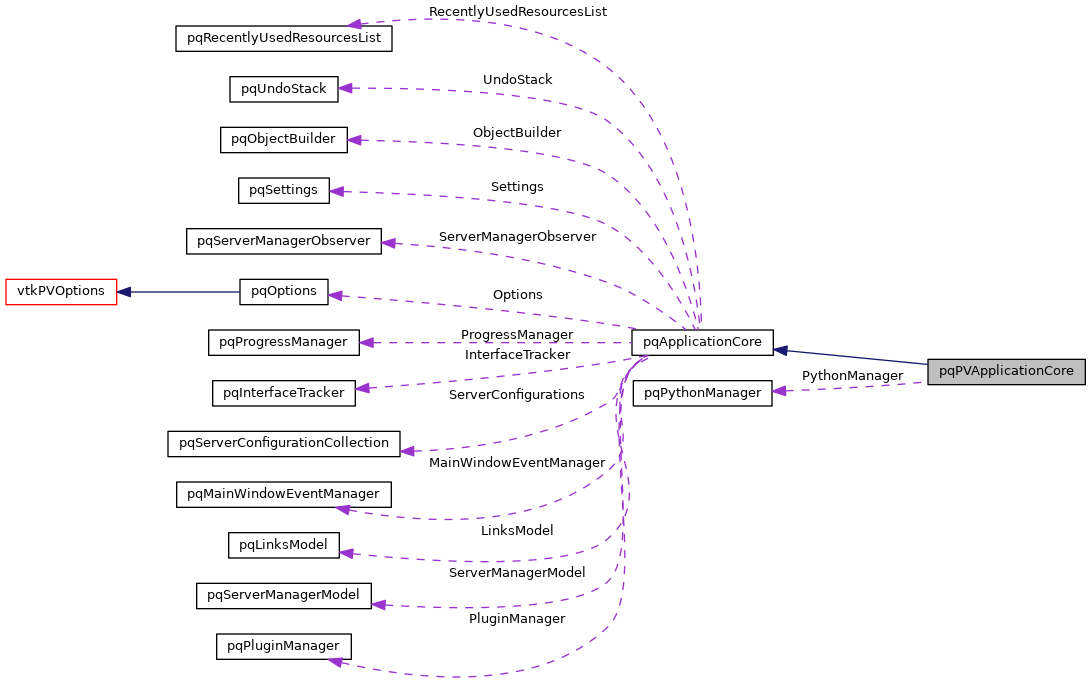 RecentlyUsedResourcesList
pqRecentlyUsedResourcesList
UndoStack
pqUndoStack
ObjectBuilder
pqObjectBuilder
Settings
pqSettings
ServerManagerObserver
pqServerManagerObserver
vtkPVOptions
pqOptions
Options
ProgressManager
pqProgressManager
pqApplicationCore
InterfaceTracker
pqPVApplicationCore
PythonManager
pqInterfaceTracker
ServerConfigurations
pqPythonManager
pqServerConfigurationCollection
MainWindowEventManager
pqMainWindowEventManager
LinksModel
pqLinksModel
ServerManagerModel
pqServerManagerModel
PluginManager
pqPluginManager